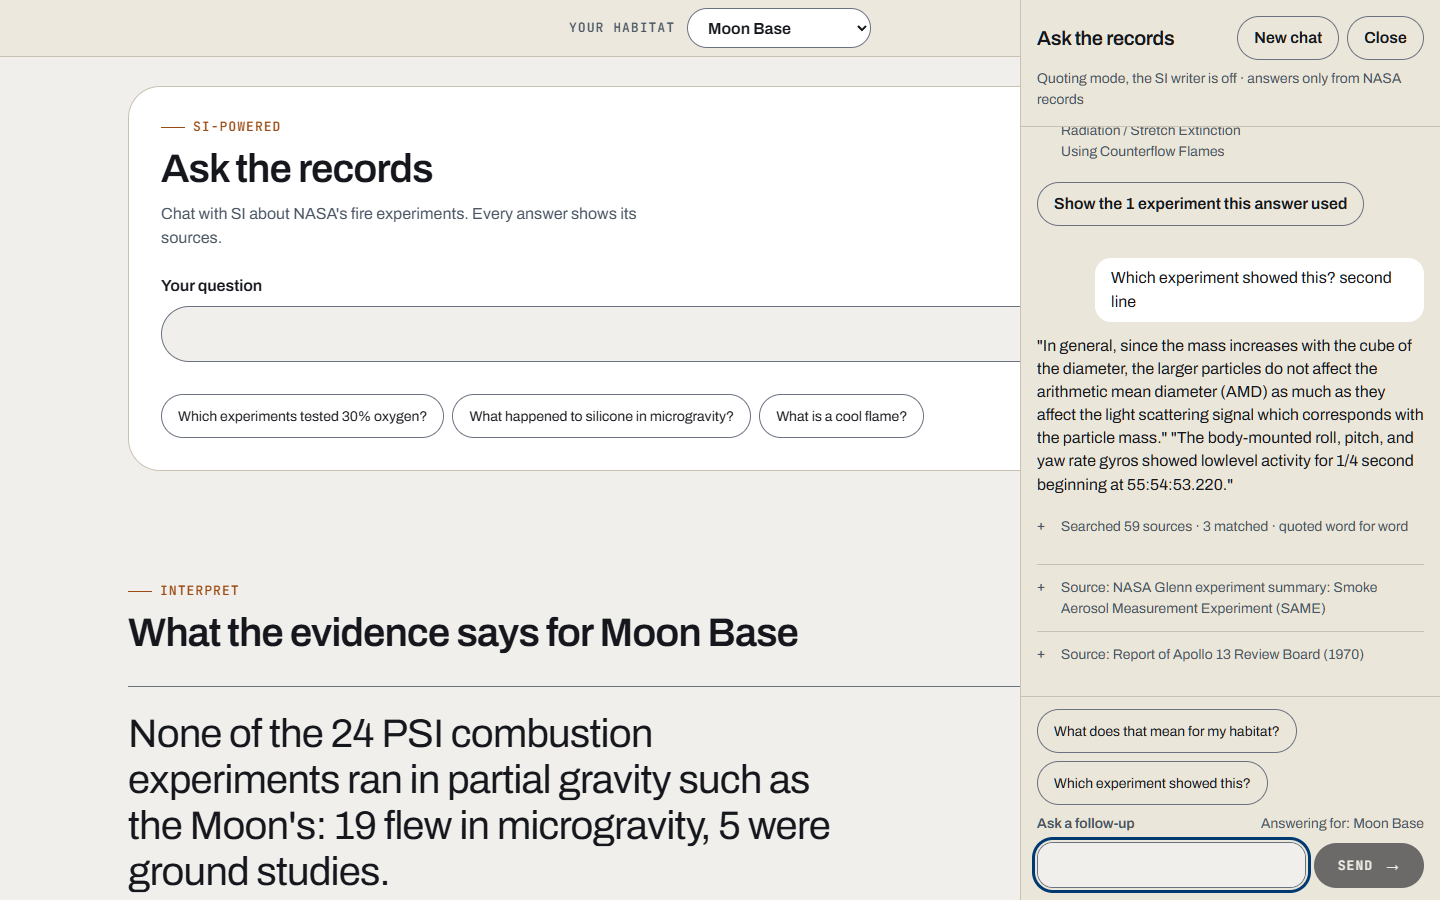 YOUR HABITAT
Moon Base
SI-POWERED
Ask the records
Chat with SI about NASA's fire experiments. Every answer shows its
sources.
Your question
Which experiments tested 30% oxygen?
What happened to silicone in microgravity?
What is a cool flame?
INTERPRET
What the evidence says for Moon Base
None of the 24 PSI combustion
experiments ran in partial gravity such as
the Moon's: 19 flew in microgravity, 5 were
ground studies.
Ask the records
New chat
Close
Quoting mode, the SI writer is off · answers only from NASA
records
Radiation / Stretch Extinction
Using Counterflow Flames
Show the 1 experiment this answer used
Which experiment showed this? second
line
"In general, since the mass increases with the cube of
the diameter, the larger particles do not affect the
arithmetic mean diameter (AMD) as much as they
affect the light scattering signal which corresponds with
the particle mass." "The body-mounted roll, pitch, and
yaw rate gyros showed lowlevel activity for 1/4 second
beginning at 55:54:53.220."
+ Searched 59 sources · 3 matched · quoted word for word
+ Source: NASA Glenn experiment summary: Smoke
Aerosol Measurement Experiment (SAME)
+ Source: Report of Apollo 13 Review Board (1970)
What does that mean for my habitat?
Which experiment showed this?
Ask a follow-up
Answering for: Moon Base
SEND →